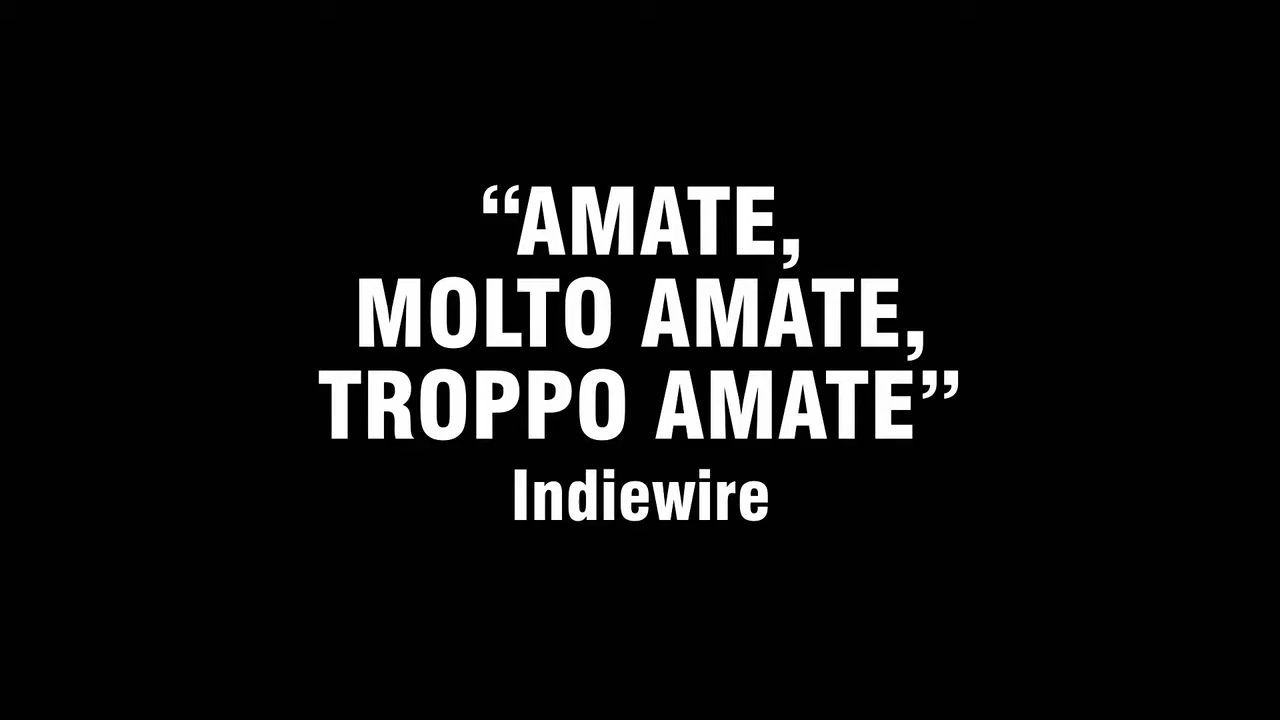 “AMATE,
MOLTO AMATE,
TROPPO AMATE”
Indiewire